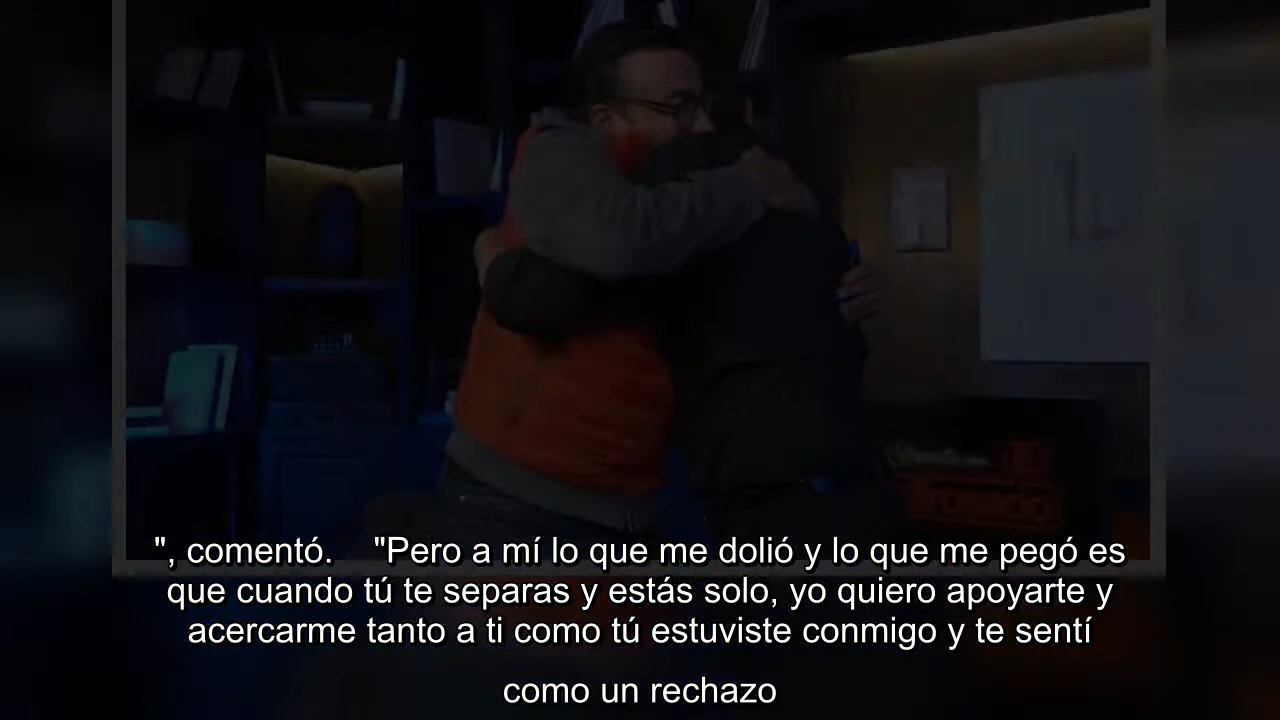 ", comentó.    "Pero a mí lo que me dolió y lo que me pegó es
que cuando tú te separas y estás solo, yo quiero apoyarte y
acercarme tanto a ti como tú estuviste conmigo y te sentí
como un rechazo